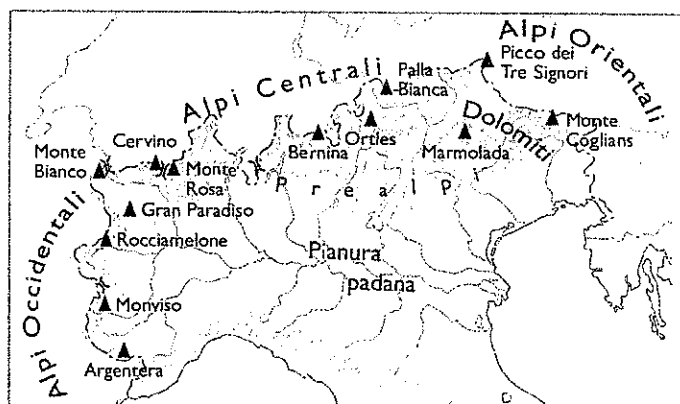 Alpi Orientali
Picco dei
Tre Signori
Alpi Centrali
Palla
Bianca
Dolomiti
Monte
Coglians
Cervino
Monte
Bianco
Monte
Rosa
Bernina
Ortles
Marmolada
Prealp
Gran Paradiso
Alpi Occidentali
Rocciamelone
Pianura
padana
Monviso
Argentera